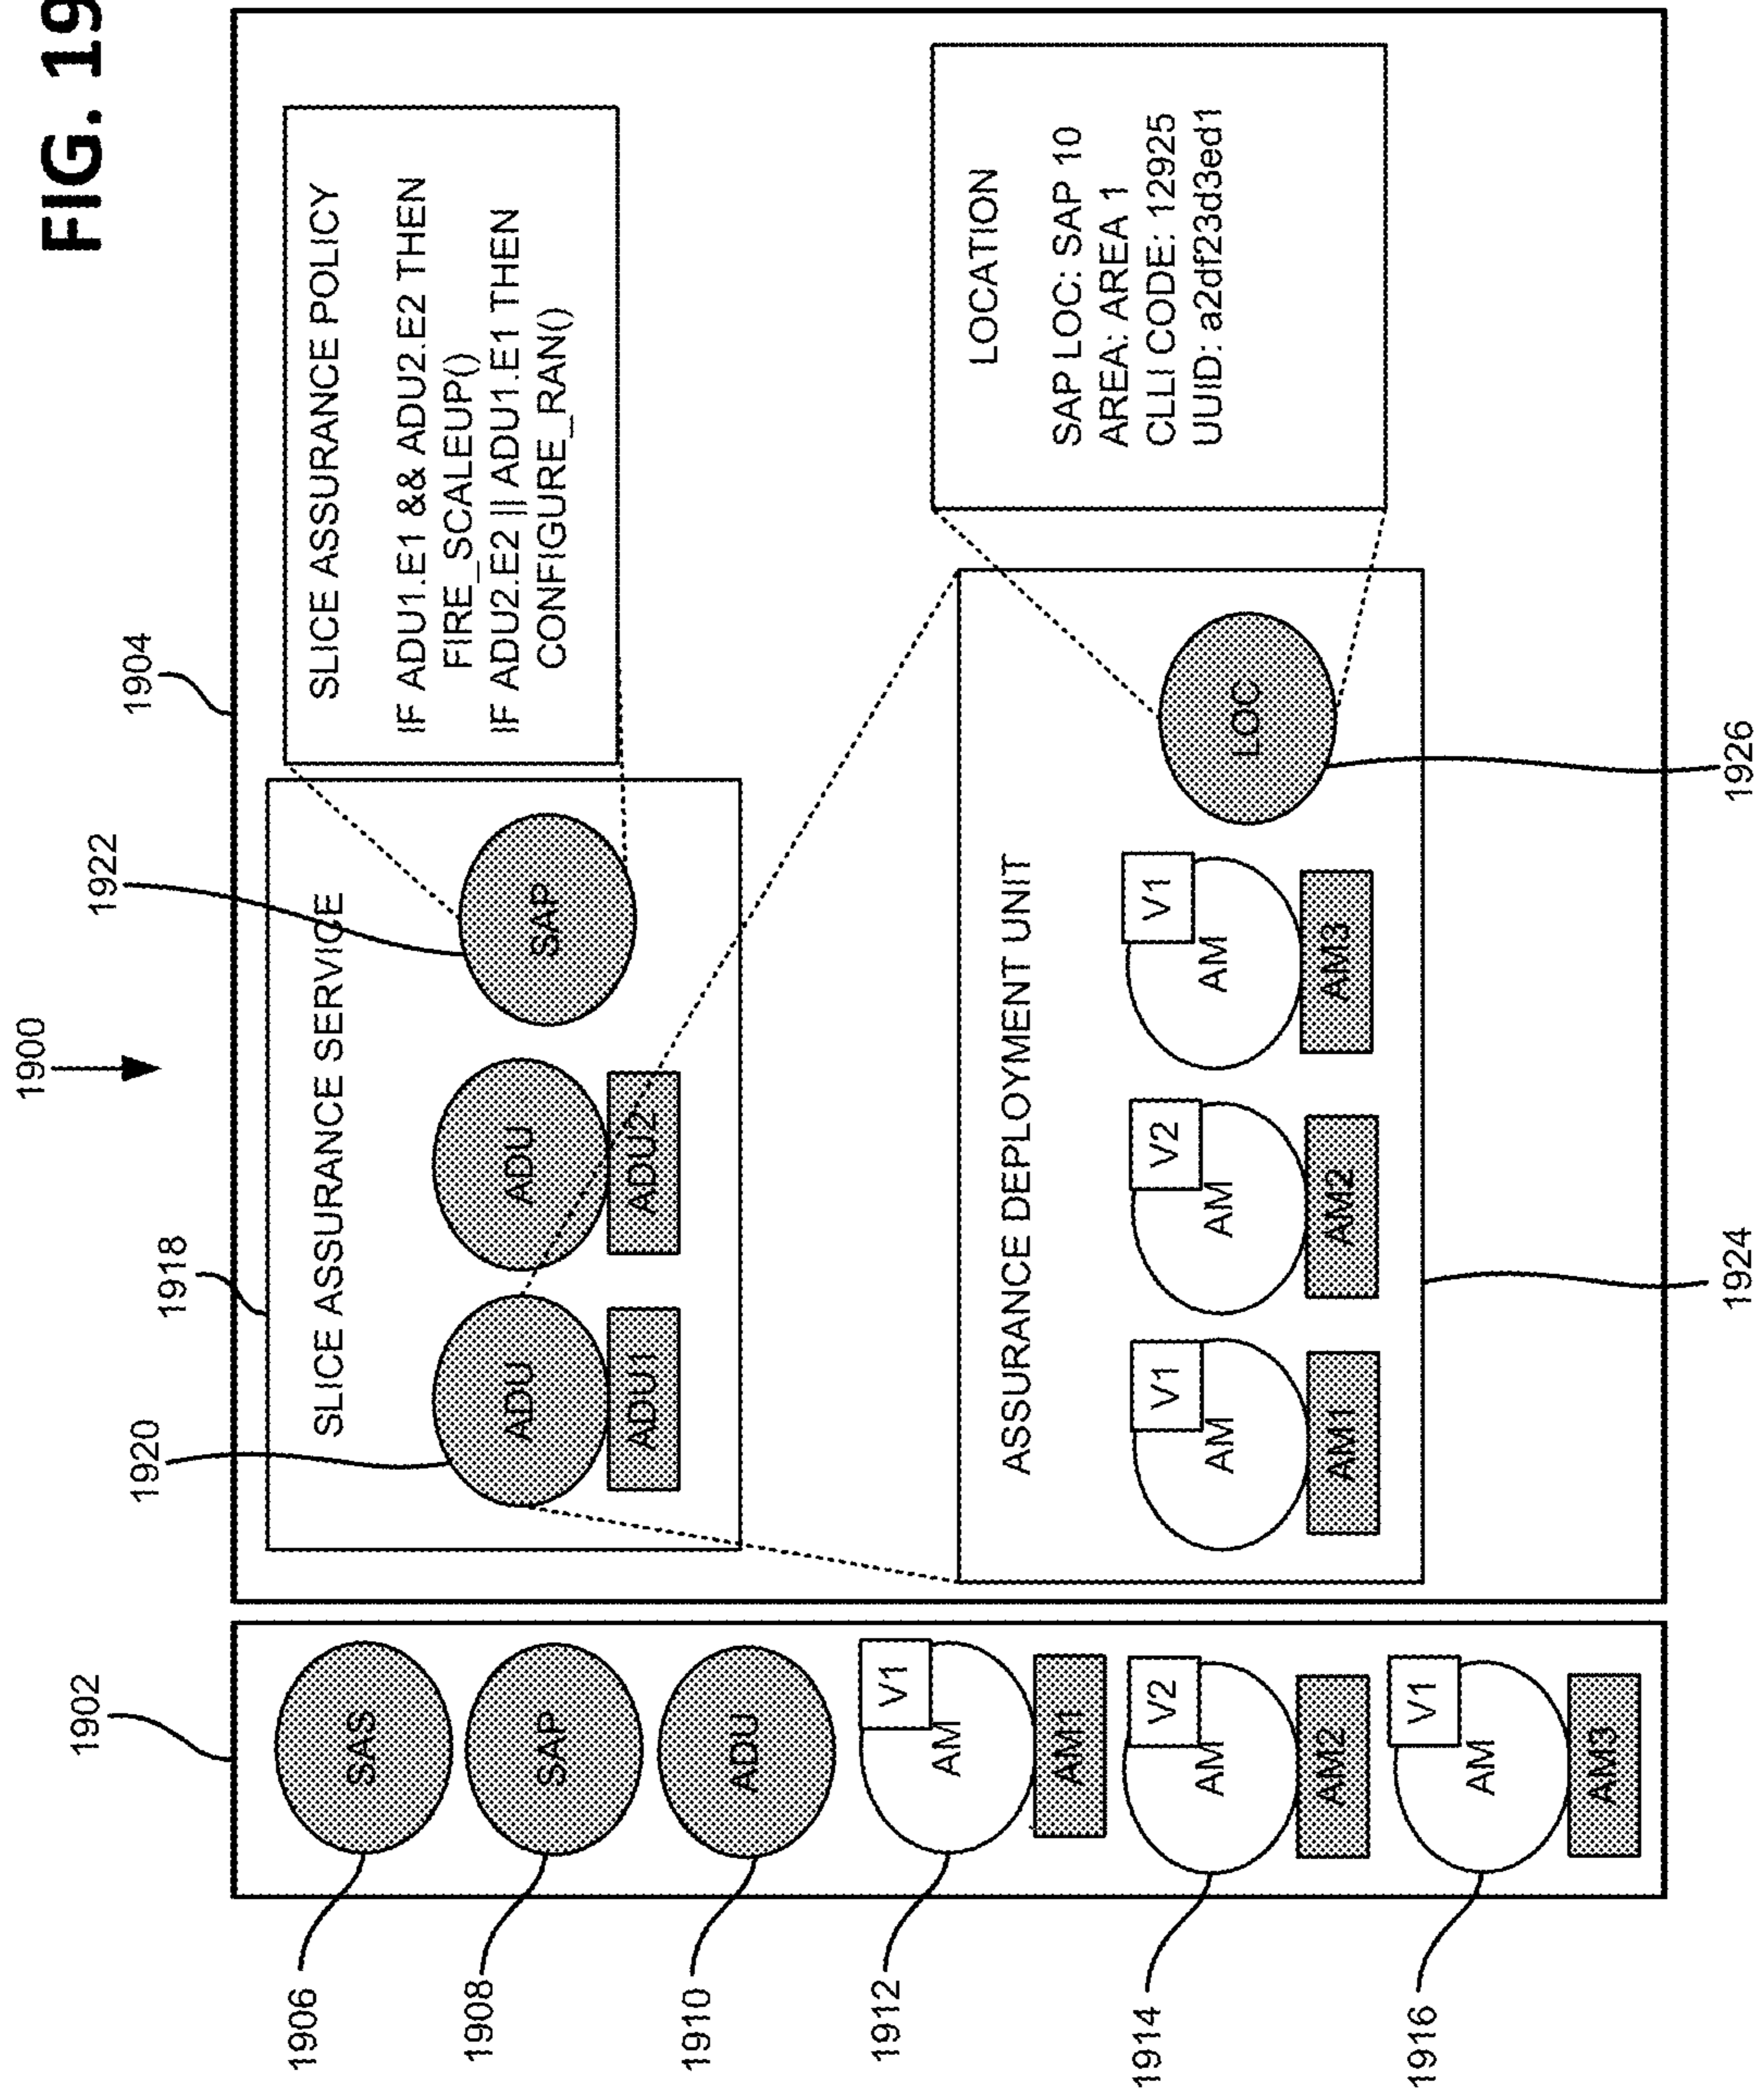 FIG. 19
1900
1902
1904
SAS
SAP
ADU
V1
AM
AM1
V2
AM
AM2
V1
AM
AM3
1906
1908
1910
1912
1914
1916
1918
SLICE ASSURANCE SERVICE
1920
ADU
ADU1
ADU
ADU2
1922
SAP
SLICE ASSURANCE POLICY
IF ADU1.E1 && ADU2.E2 THEN
FIRE_SCALEUP()
IF ADU2.E2 || ADU1.E1 THEN
CONFIGURE_RAN()
ASSURANCE DEPLOYMENT UNIT
V1
AM
AM1
V2
AM
AM2
V1
AM
AM3
LOC
1924
1926
LOCATION
SAP LOC: SAP 10
AREA: AREA 1
CLLI CODE: 12925
UUID: a2df23d3ed1